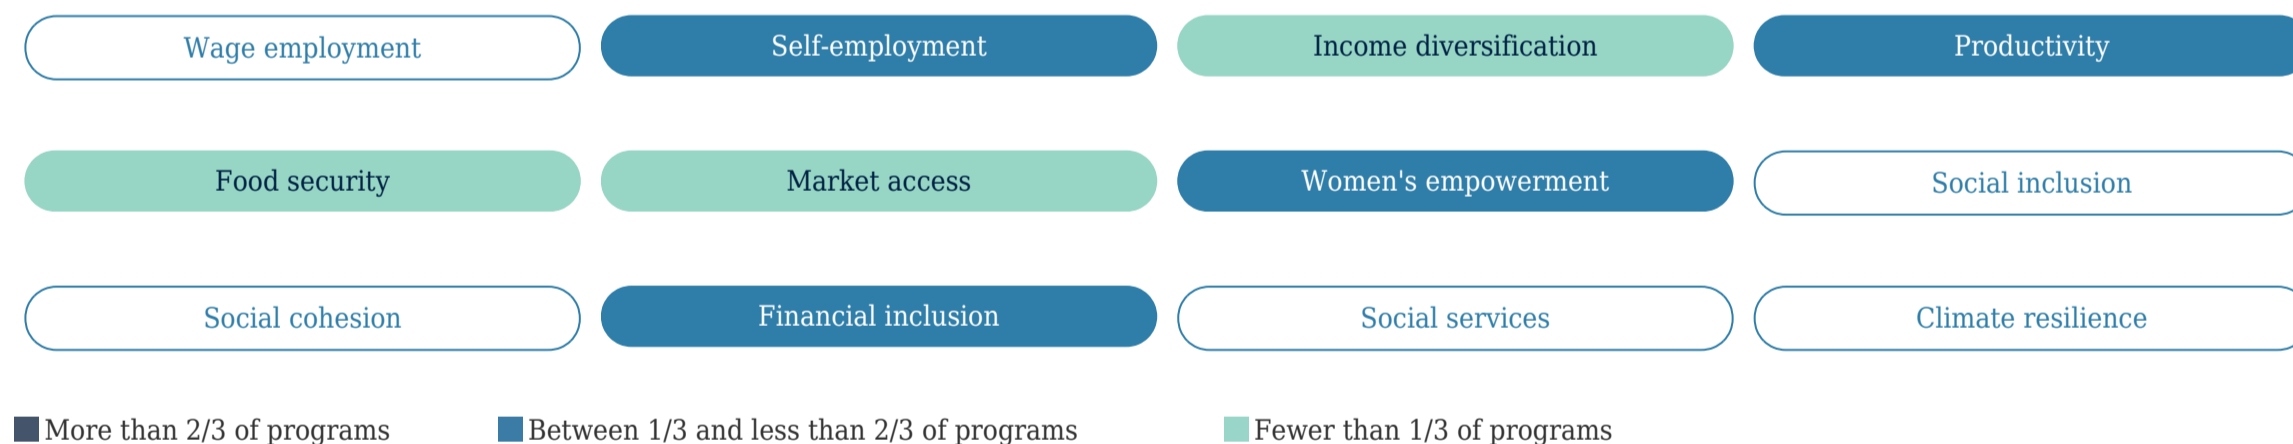 Wage employment
Self-employment
Income diversification
Productivity
Food security
Market access
Women's empowerment
Social inclusion
Social cohesion
Financial inclusion
Social services
Climate resilience
More than 2/3 of programs
Between 1/3 and less than 2/3 of programs
Fewer than 1/3 of programs